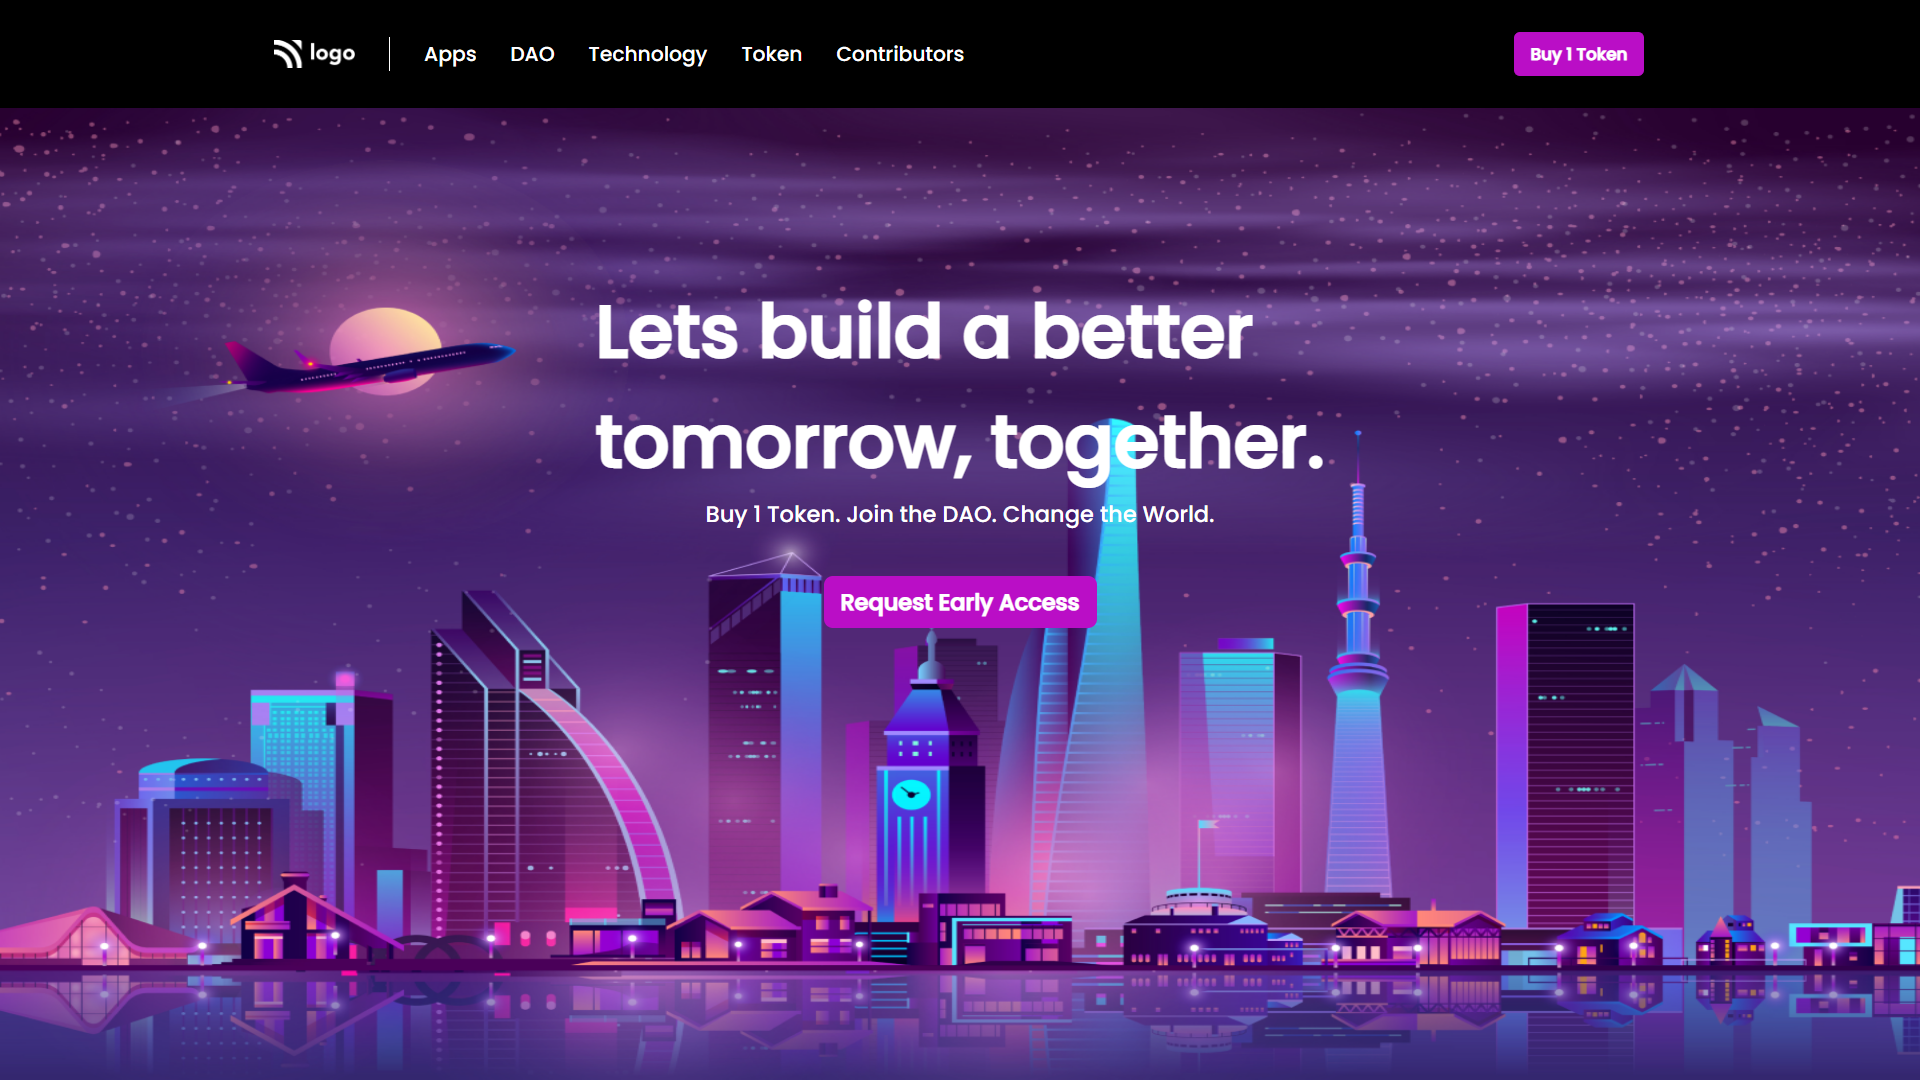 logo
Apps
DAO
Technology
Token
Contributors
Buy 1 Token
Lets build a better
tomorrow, together.
Buy 1 Token. Join the DAO. Change the World.
Request Early Access